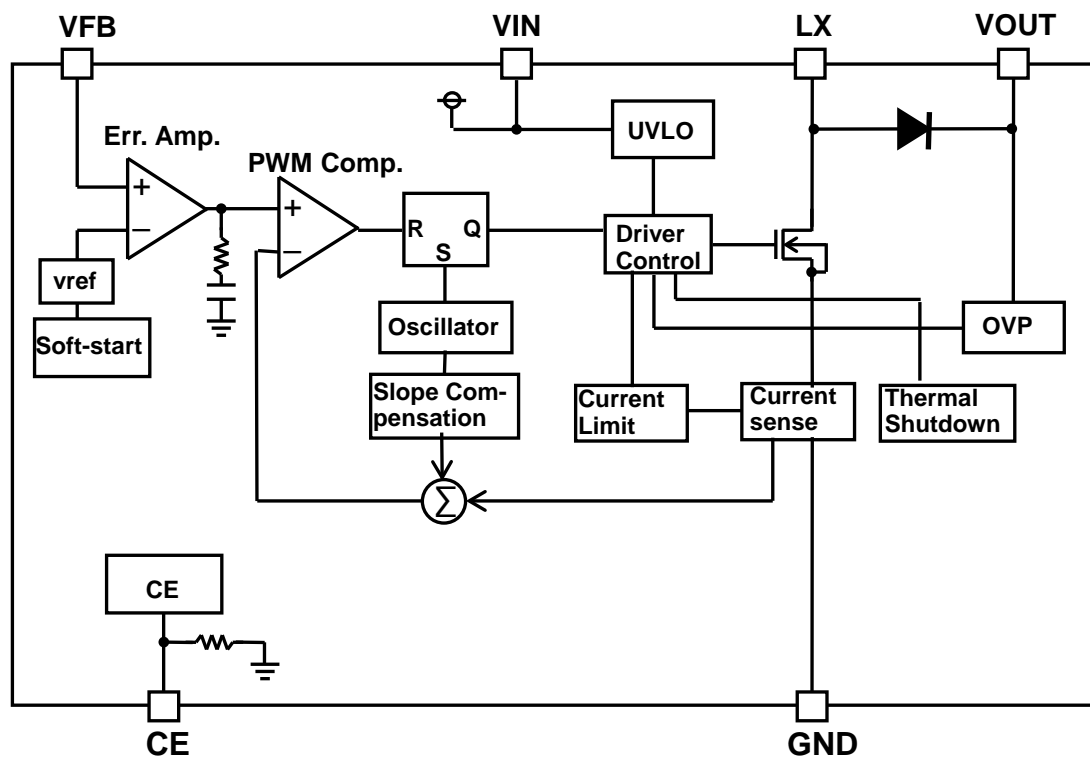 VFB
VIN
LX
VOUT
Err. Amp.
PWM Comp.
UVLO
+
−
+
−
R
Q
S
Driver
Control
vref
Soft-start
Oscillator
OVP
Slope Com-
pensation
Current
Limit
Current
sense
Thermal
Shutdown
Σ
CE
CE
GND